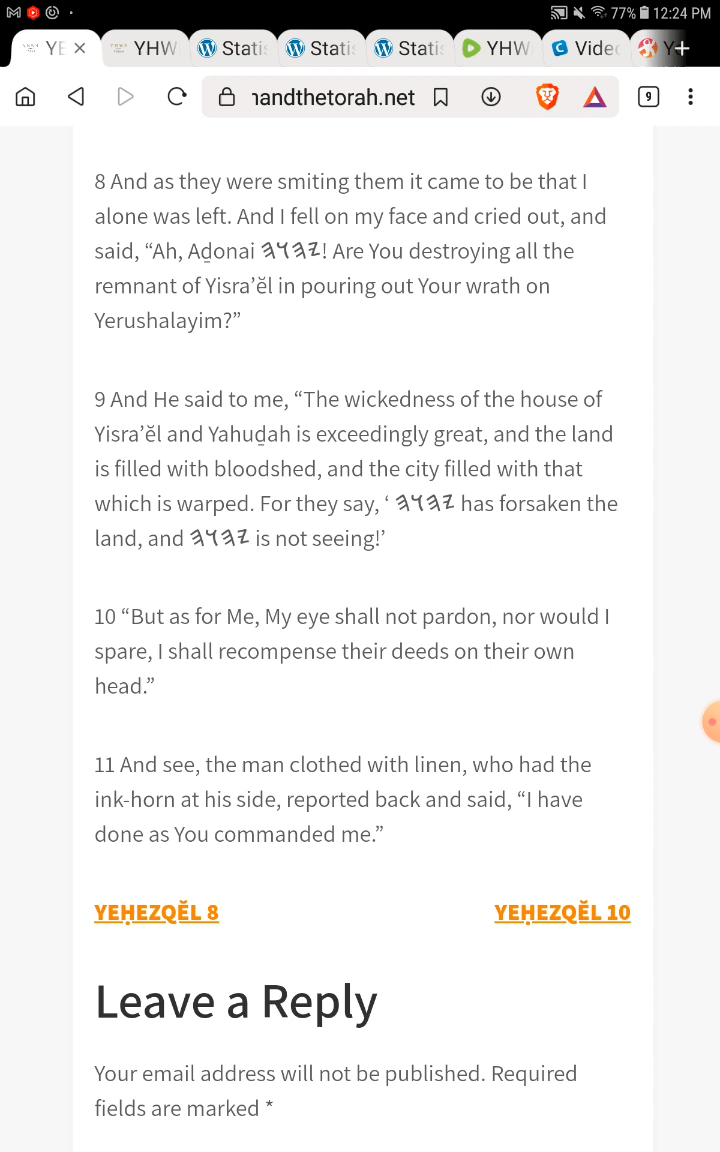 77% 12:24 PM
YE YHW Statis Statis Statis YHW Video Y
handthetorah.net 9
8 And as they were smiting them it came to be that I
alone was left. And I fell on my face and cried out, and
said, “Ah, Aḏonai 𐤉𐤄𐤅𐤄! Are You destroying all the
remnant of Yisra’ĕl in pouring out Your wrath on
Yerushalayim?”
9 And He said to me, “The wickedness of the house of
Yisra’ĕl and Yahuḏah is exceedingly great, and the land
is filled with bloodshed, and the city filled with that
which is warped. For they say, ‘ 𐤉𐤄𐤅𐤄 has forsaken the
land, and 𐤉𐤄𐤅𐤄 is not seeing!’
10 “But as for Me, My eye shall not pardon, nor would I
spare, I shall recompense their deeds on their own
head.”
11 And see, the man clothed with linen, who had the
ink-horn at his side, reported back and said, “I have
done as You commanded me.”
YEḤEZQĔL 8 YEḤEZQĔL 10
Leave a Reply
Your email address will not be published. Required
fields are marked *